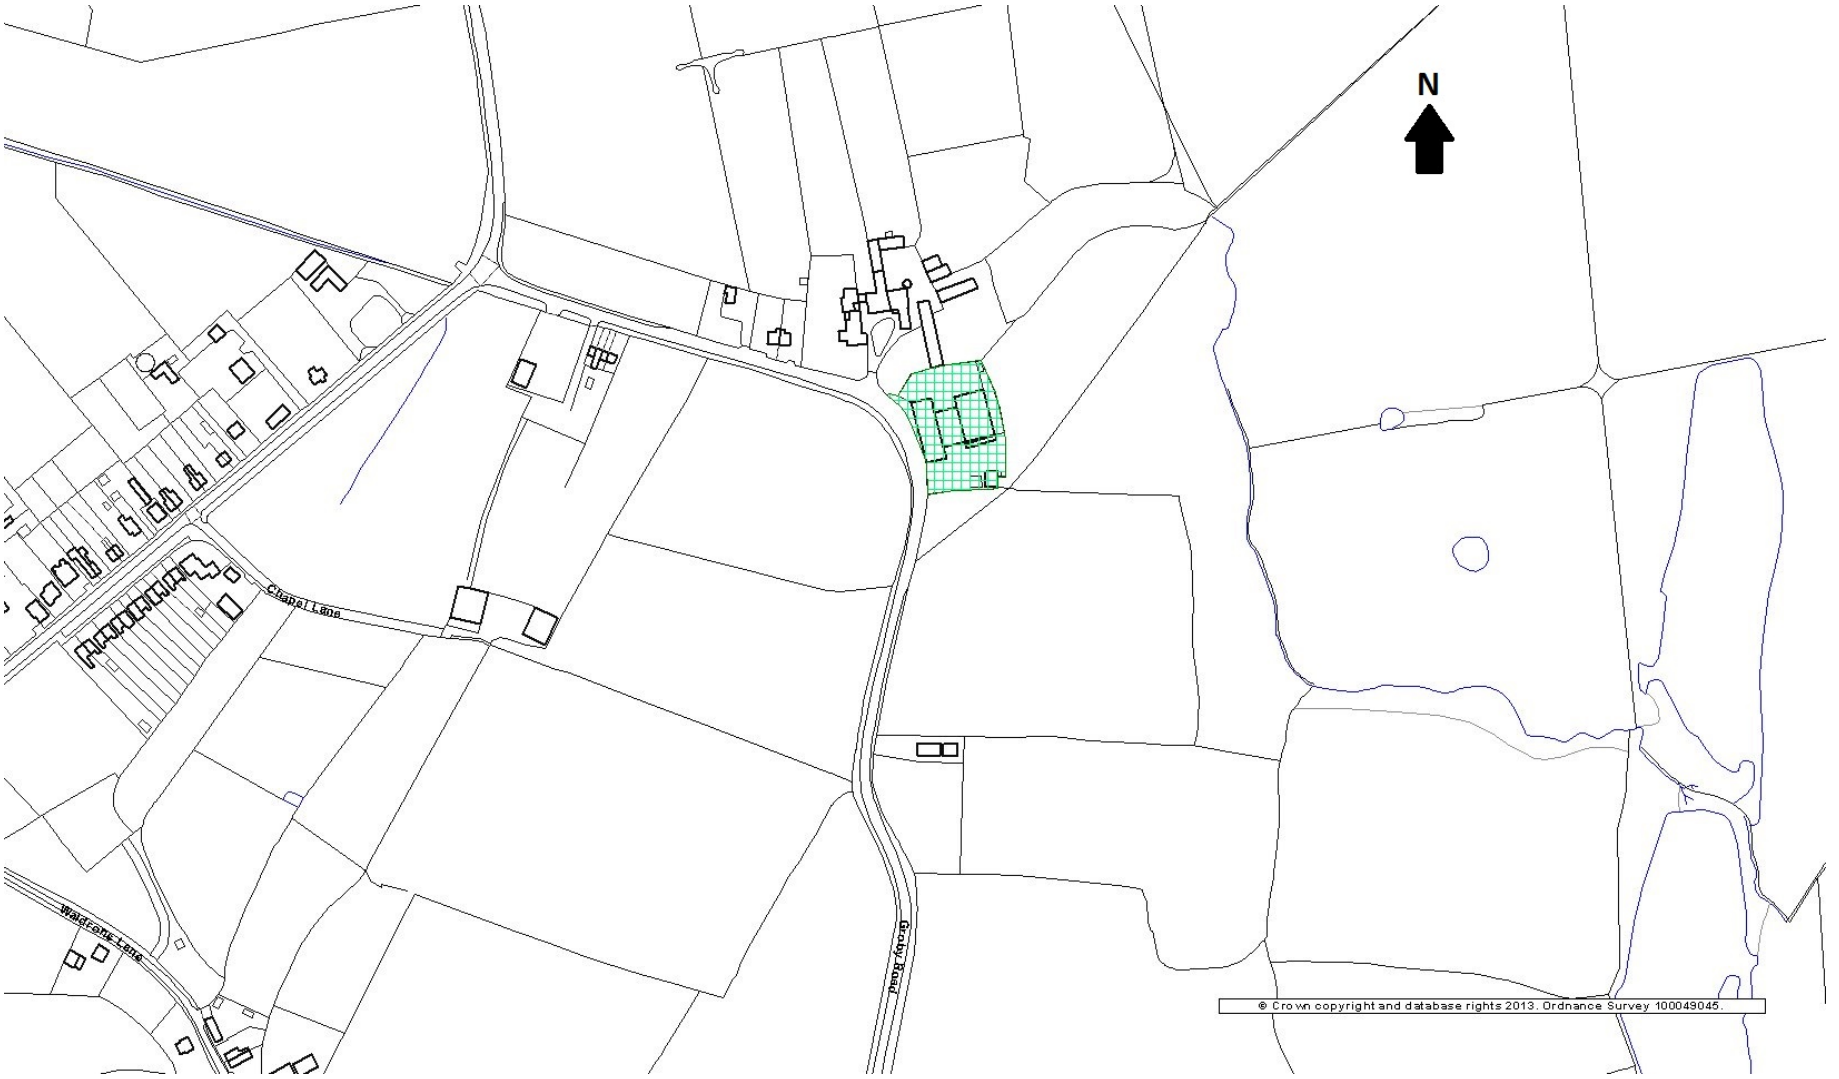 N
Chapel Lane
Waldrons Lane
Groby Road
© Crown copyright and database rights 2013. Ordnance Survey 100049045.